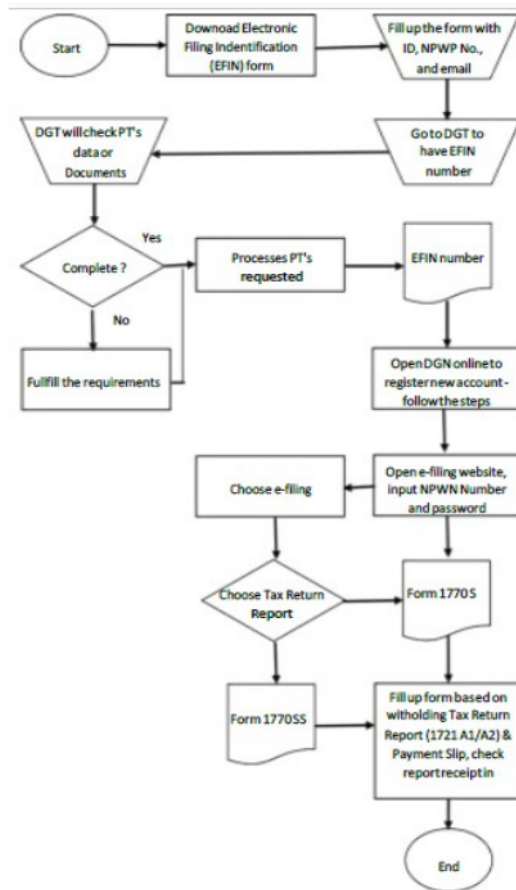 Start
Downoad Electronic
Filing Indentification
(EFIN) form
Fill up the form with
ID, NPWP No.,
and email
DGT will check PT's
data or
Documents
Go to DGT to
have EFIN
number
Complete ?
Yes
No
Processes PT's
requested
EFIN number
Fullfill the requirements
Open DGN online to
register new account -
follow the steps
Choose e-filing
Open e-filing website,
input NPWN Number
and password
Choose Tax Return
Report
Form 1770 S
Form 1770 SS
Fill up form based on
witholding Tax Return
Report (1721 A1/A2) &
Payment Slip, check
report receipt in
End